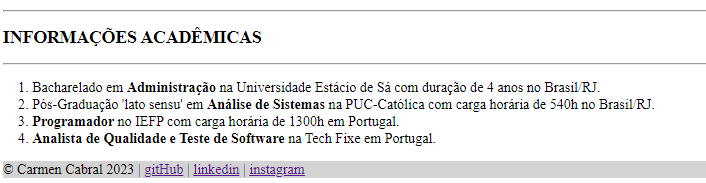 INFORMAÇÕES ACADÊMICAS
1. Bacharelado em Administração na Universidade Estácio de Sá com duração de 4 anos no Brasil/RJ.
2. Pós-Graduação 'lato sensu' em Análise de Sistemas na PUC-Católica com carga horária de 540h no Brasil/RJ.
3. Programador no IEFP com carga horária de 1300h em Portugal.
4. Analista de Qualidade e Teste de Software na Tech Fixe em Portugal.
© Carmen Cabral 2023 | gitHub | linkedin | instagram